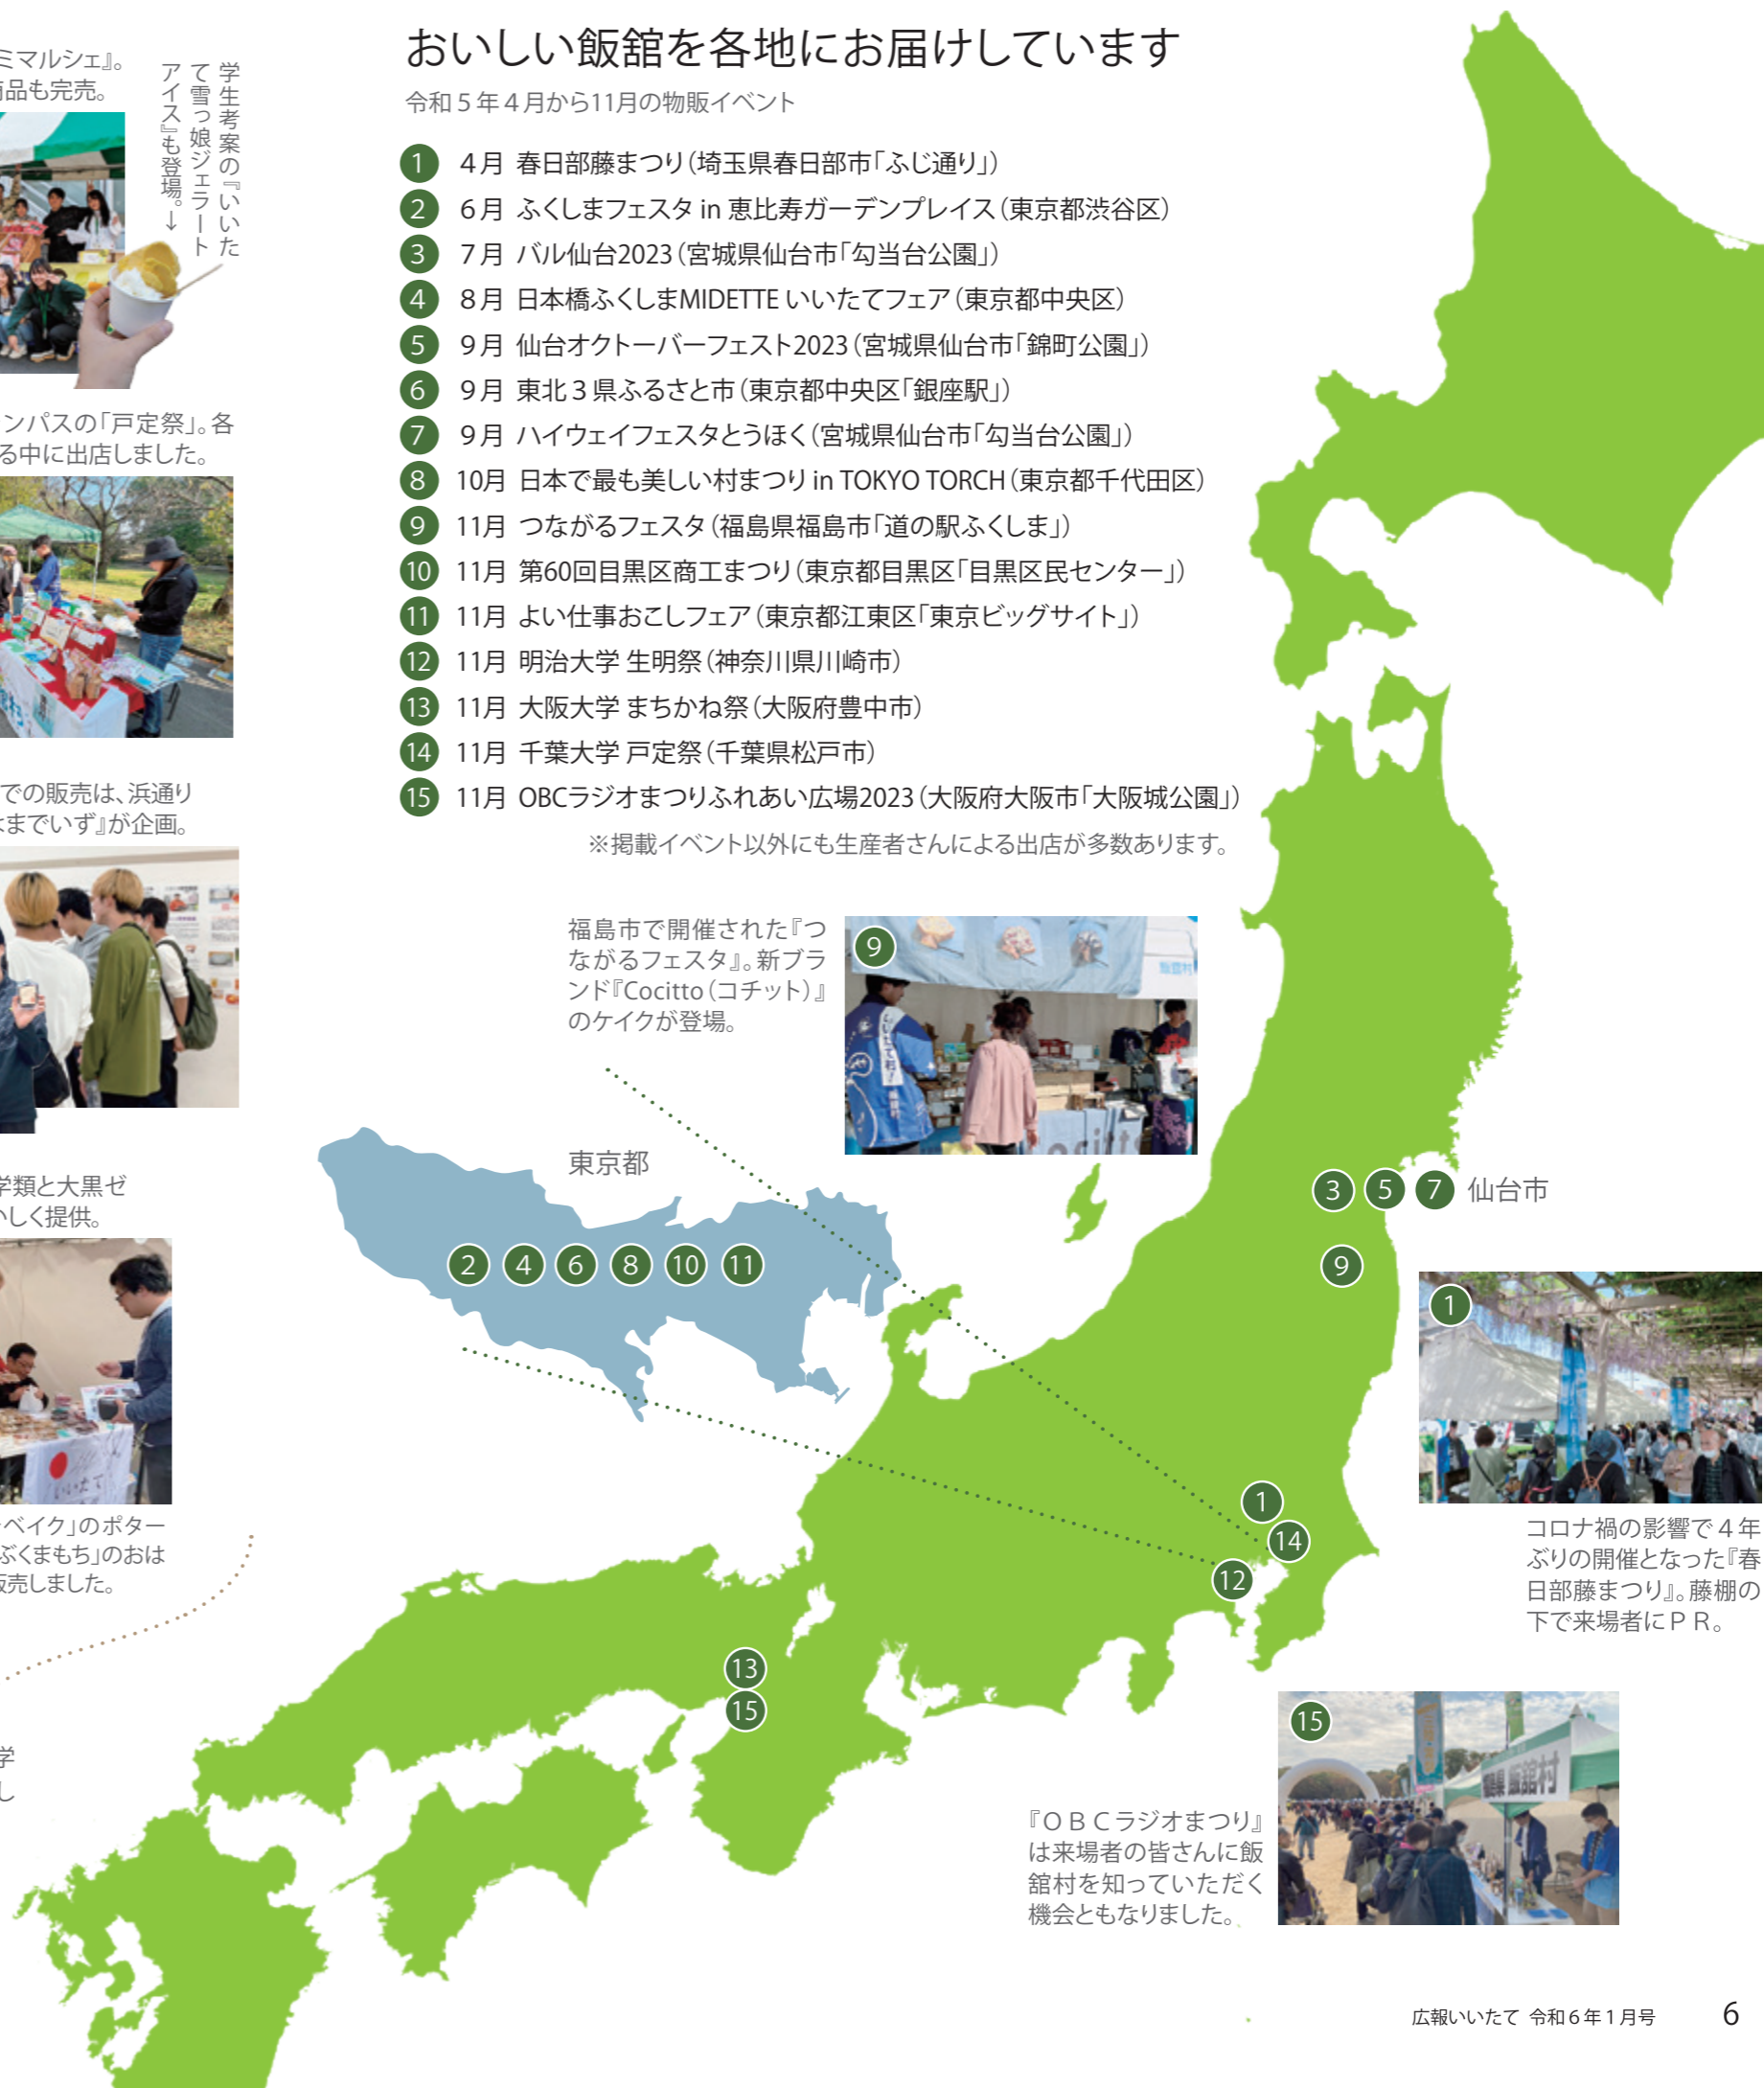 おいしい飯舘を各地にお届けしています
令和5年4月から11月の物販イベント
1 4月 春日部藤まつり（埼玉県春日部市「ふじ通り」）
2 6月 ふくしまフェスタ in 恵比寿ガーデンプレイス（東京都渋谷区）
3 7月 バル仙台2023（宮城県仙台市「勾当台公園」）
4 8月 日本橋ふくしまMIDETTE いいたてフェア（東京都中央区）
5 9月 仙台オクトーバーフェスト2023（宮城県仙台市「錦町公園」）
6 9月 東北3県ふるさと市（東京都中央区「銀座駅」）
7 9月 ハイウェイフェスタとうほく（宮城県仙台市「勾当台公園」）
8 10月 日本で最も美しい村まつり in TOKYO TORCH（東京都千代田区）
9 11月 つながるフェスタ（福島県福島市「道の駅ふくしま」）
10 11月 第60回目黒区商工まつり（東京都目黒区「目黒区民センター」）
11 11月 よい仕事おこしフェア（東京都江東区「東京ビッグサイト」）
12 11月 明治大学 生明祭（神奈川県川崎市）
13 11月 大阪大学 まちかね祭（大阪府豊中市）
14 11月 千葉大学 戸定祭（千葉県松戸市）
15 11月 OBCラジオまつりふれあい広場2023（大阪府大阪市「大阪城公園」）
※掲載イベント以外にも生産者さんによる出店が多数あります。
ミマルシェ』。
品も完売。
学生考案の『いいた
て雪っ娘ジェラート
アイス』も登場。→
ンパスの「戸定祭」。各
る中に出店しました。
での販売は、浜通り
までいず』が企画。
学類と大黒ゼ
しく提供。
ベイク」のポター
ぶくまもち」のおは
販売しました。
学
し
福島市で開催された『つ
ながるフェスタ』。新ブラ
ンド『Cocitto（コチット）』
のケイクが登場。
9
東京都
2 4 6 8 10 11
3 5 7 仙台市
9
1
コロナ禍の影響で4年
ぶりの開催となった『春
日部藤まつり』。藤棚の
下で来場者にＰＲ。
1
14
12
13
15
15
福島県 飯舘村
『ＯＢＣラジオまつり』
は来場者の皆さんに飯
舘村を知っていただく
機会ともなりました。
広報いいたて 令和6年1月号 6